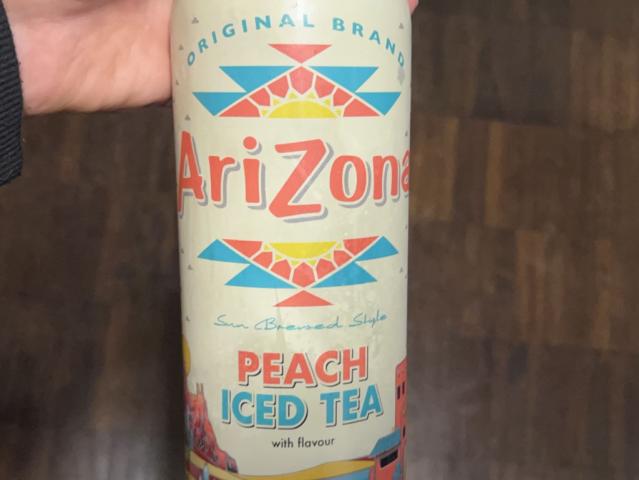 ORIGINAL BRAND
AriZona
Sun Brewed Style
PEACH
ICED TEA
with flavour